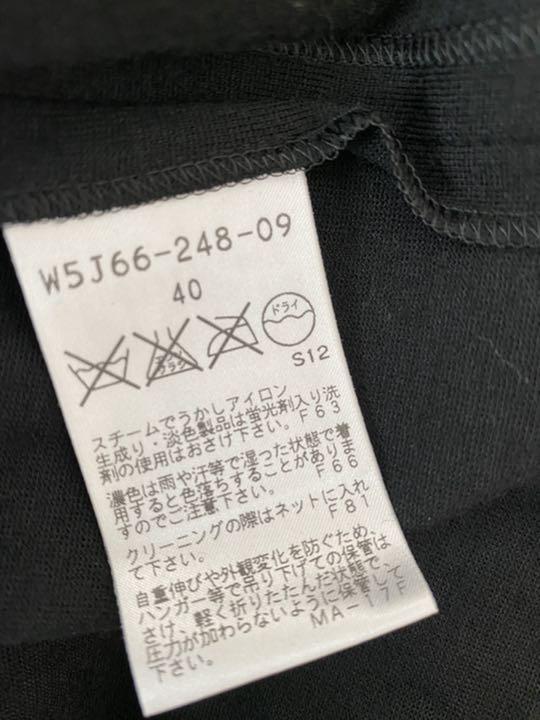 W5J66-248-09
40
エンソ
サラシ
ドライ
S12
スチームでうかしアイロン
生成り・淡色製品は蛍光剤入り洗
剤の使用はおさけ下さい。F63
濃色は雨や汗等で湿った状態で着
用すると色落ちすることがありま
すのでご注意下さい。 F66
クリーニングの際はネットに入れ
て下さい。 F81
自重伸びや外観変化を防ぐため、
ハンガー等で吊り下げての保管は
さけ、軽く折りたたんだ状態で、
圧力が加わらないように保管して
下さい。 MA-17F